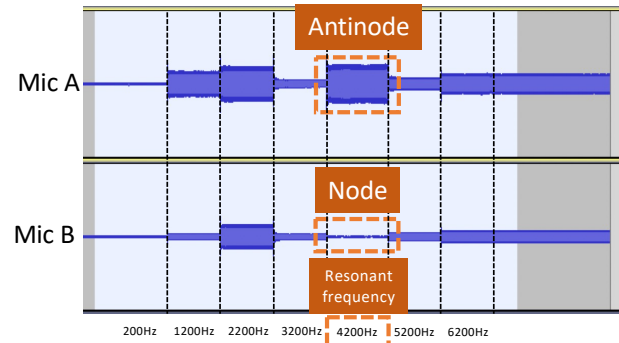 Antinode
Mic A
Node
Mic B
Resonant
frequency
200Hz 1200Hz 2200Hz 3200Hz 4200Hz 5200Hz 6200Hz